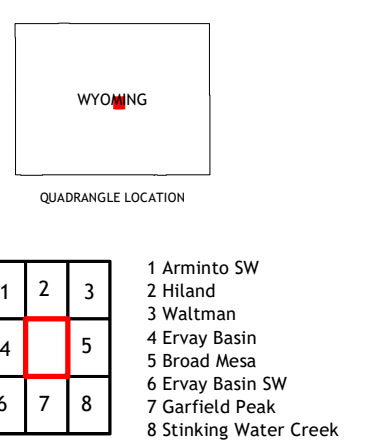 WYOMING
QUADRANGLE LOCATION
1 2 3
4 5
6 7 8
1 Arminto SW
2 Hiland
3 Waltman
4 Ervay Basin
5 Broad Mesa
6 Ervay Basin SW
7 Garfield Peak
8 Stinking Water Creek